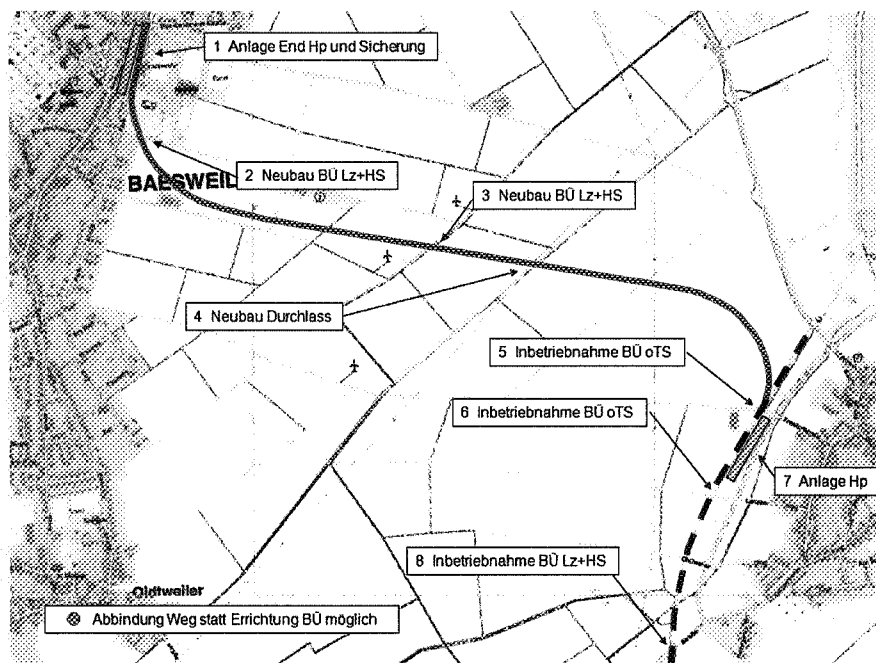 1 Anlage End Hp und Sicherung
2 Neubau BÜ Lz+HS
BAESWEIL
3 Neubau BÜ Lz+HS
4 Neubau Durchlass
5 Inbetriebnahme BÜ oTS
6 Inbetriebnahme BÜ oTS
7 Anlage Hp
8 Inbetriebnahme BÜ Lz+HS
Oidtweiler
Abbindung Weg statt Errichtung BÜ möglich